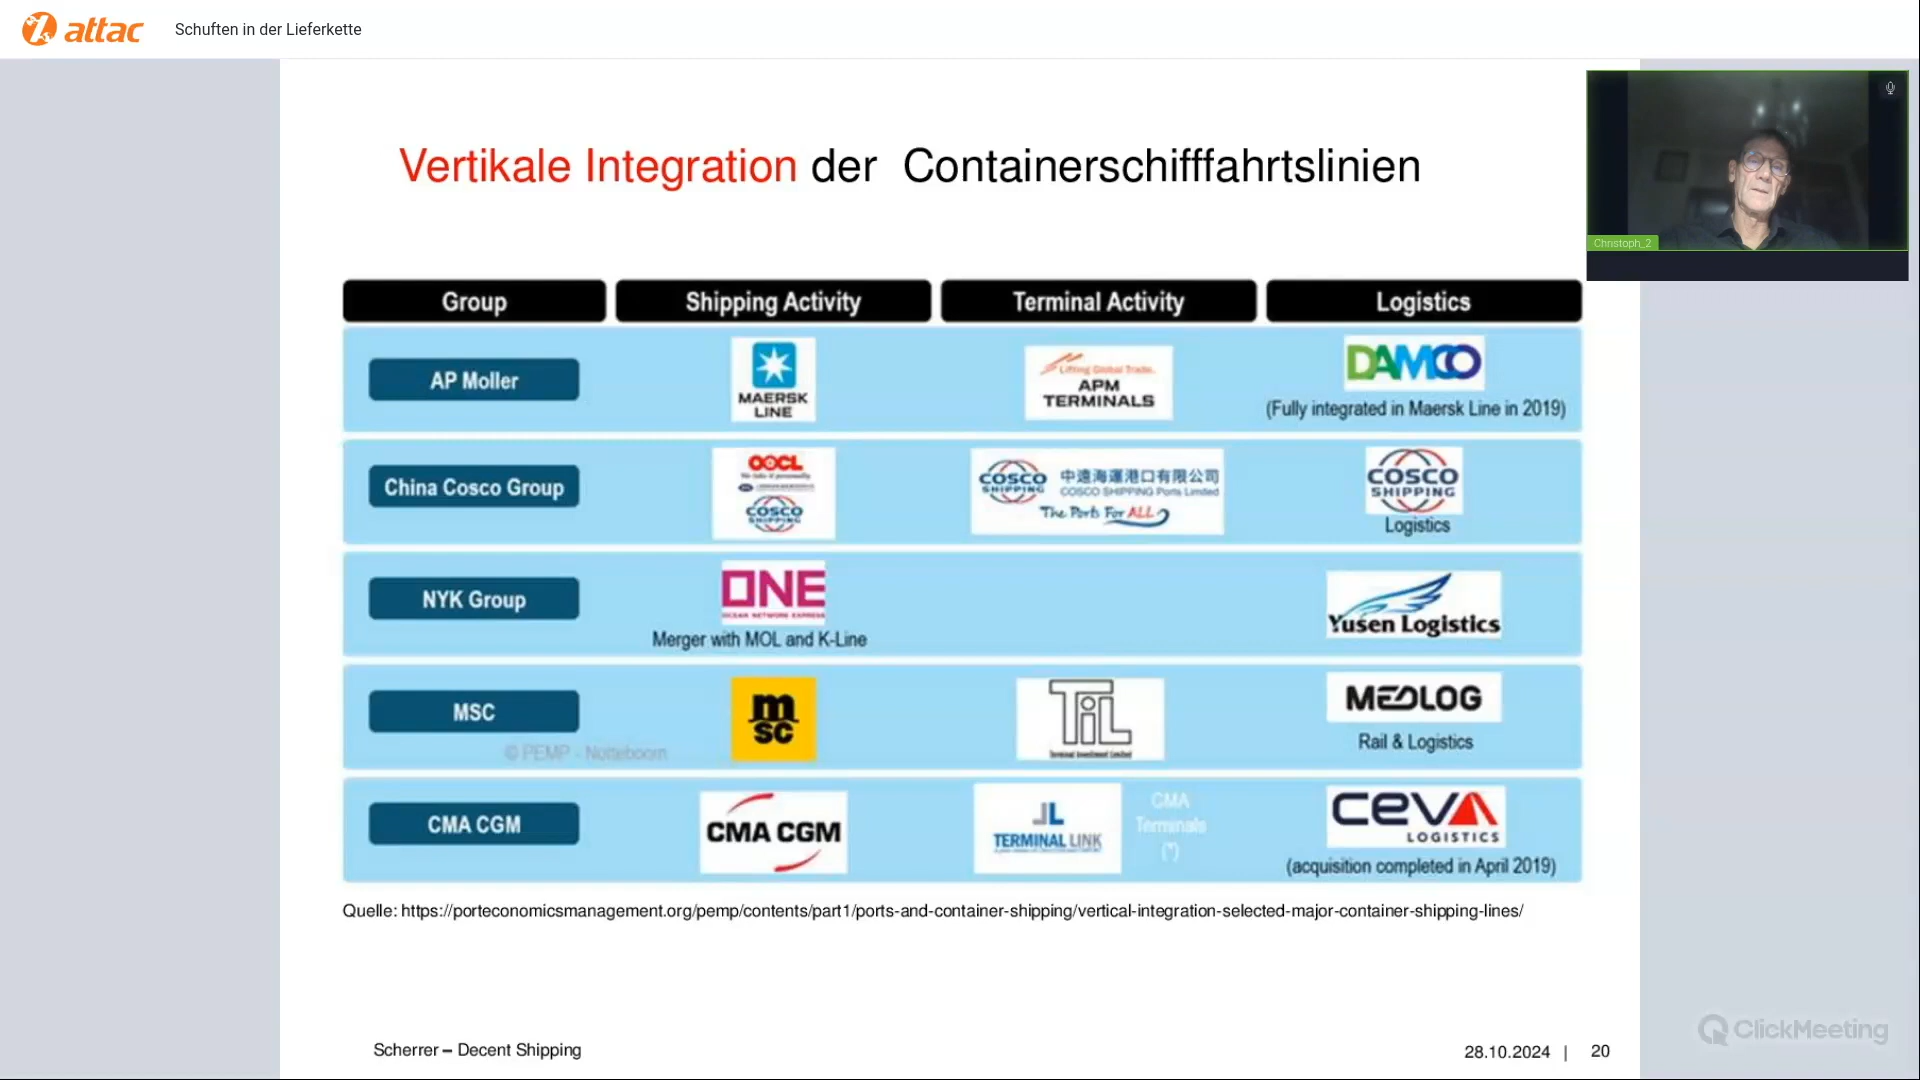 attac
Schuften in der Lieferkette
Christoph_2
Vertikale Integration der Containerschifffahrtslinien
Group
Shipping Activity
Terminal Activity
Logistics
AP Moller
MAERSK
LINE
Lifting Global Trade.
APM
TERMINALS
DAMCO
(Fully integrated in Maersk Line in 2019)
China Cosco Group
OOCL
We take it personally
COSCO
SHIPPING
COSCO
SHIPPING
中遠海運港口有限公司
COSCO SHIPPING Ports Limited
The Ports For ALL
COSCO
SHIPPING
Logistics
NYK Group
ONE
OCEAN NETWORK EXPRESS
Merger with MOL and K-Line
Yusen Logistics
MSC
© PEMP - Notteboom
msc
TiL
Terminal Investment Limited
MEDLOG
Rail & Logistics
CMA CGM
CMA CGM
TERMINAL LINK
CMA
Terminals
(*)
CEVA
LOGISTICS
(acquisition completed in April 2019)
Quelle: https://porteconomicsmanagement.org/pemp/contents/part1/ports-and-container-shipping/vertical-integration-selected-major-container-shipping-lines/
Scherrer – Decent Shipping
28.10.2024 | 20
ClickMeeting